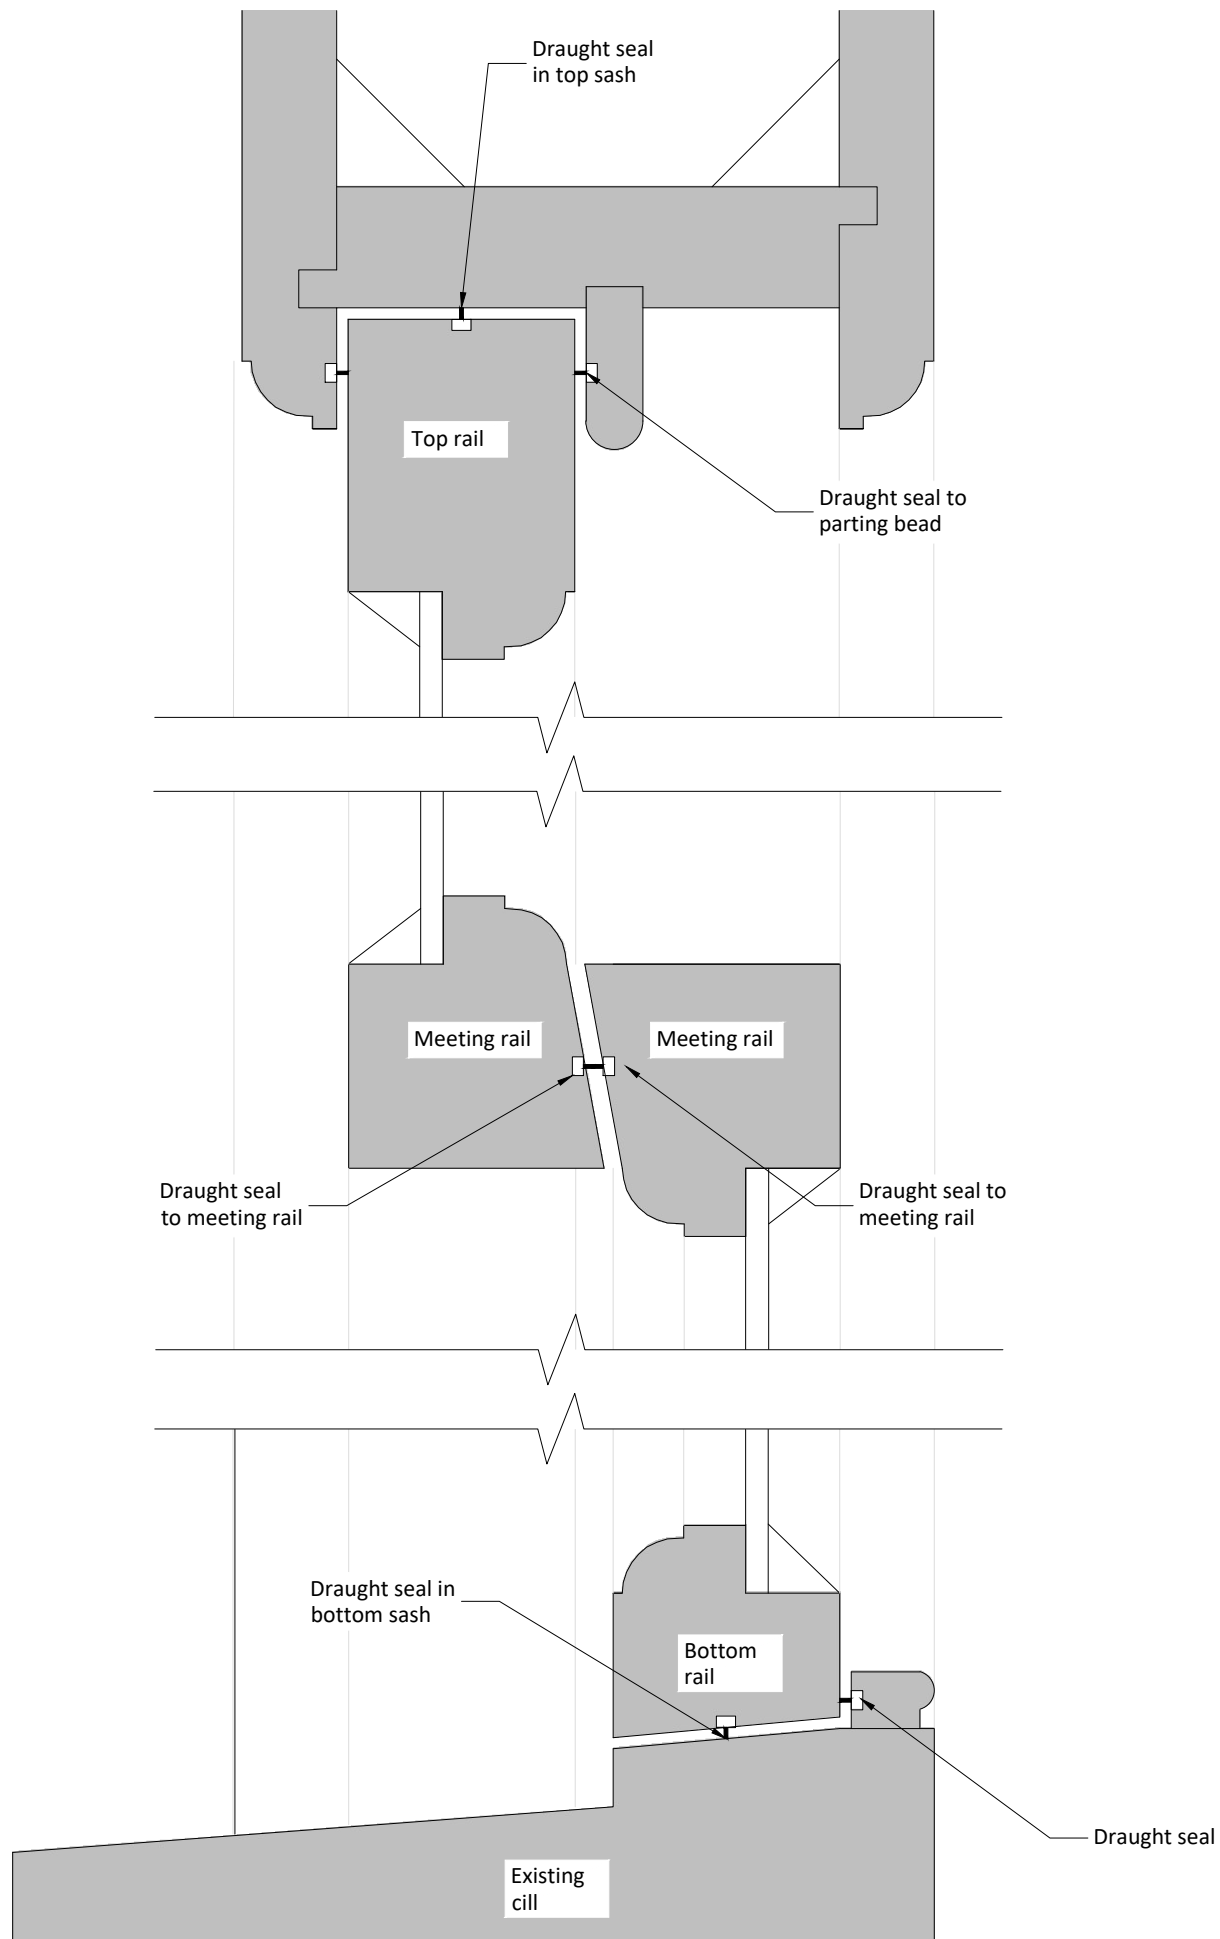 Draught seal
in top sash
Top rail
Draught seal to
parting bead
Meeting rail
Meeting rail
Draught seal
to meeting rail
Draught seal to
meeting rail
Draught seal in
bottom sash
Bottom
rail
Draught seal
Existing
cill